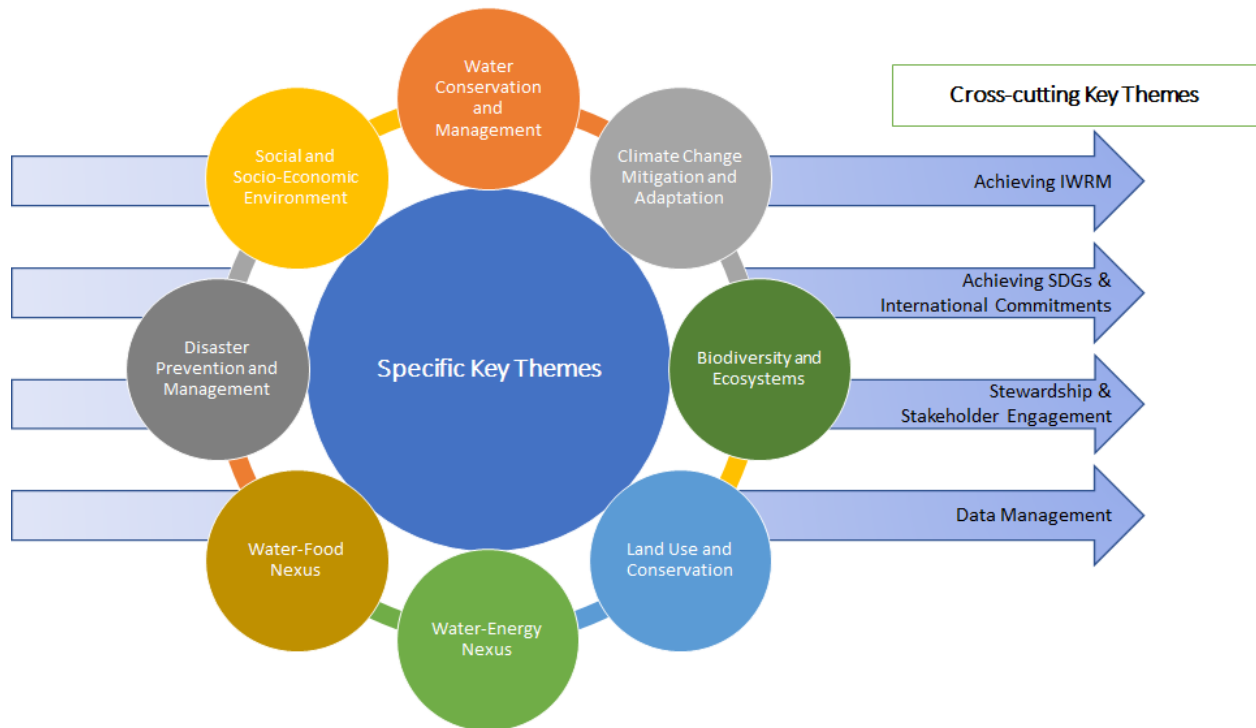 Water
Conservation
and
Management
Cross-cutting Key Themes
Social and
Socio-Economic
Environment
Climate Change
Mitigation and
Adaptation
Achieving IWRM
Achieving SDGs &
International Commitments
Disaster
Prevention and
Management
Specific Key Themes
Biodiversity and
Ecosystems
Stewardship &
Stakeholder Engagement
Data Management
Water-Food
Nexus
Land Use and
Conservation
Water-Energy
Nexus